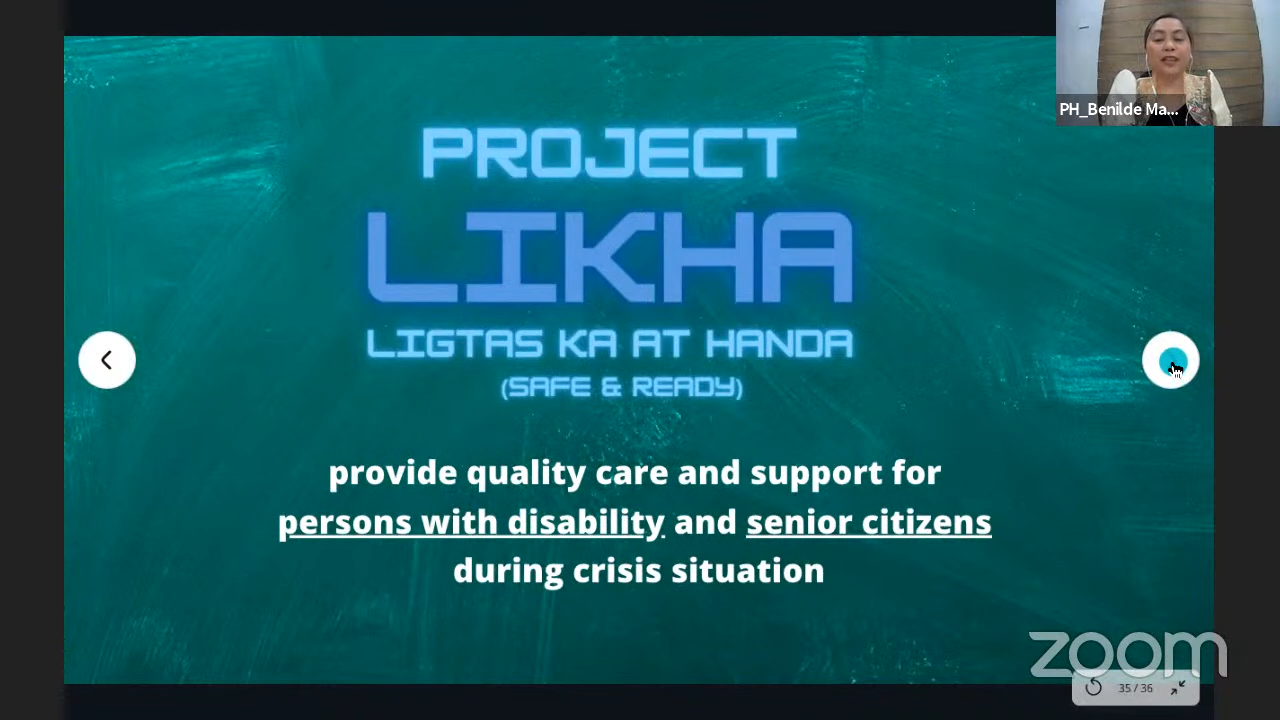 PH_Benilde Ma...
PROJECT
LIKHA
LIGTAS KA AT HANDA
(SAFE & READY)
provide quality care and support for
persons with disability and senior citizens
during crisis situation
zoom
35 / 36